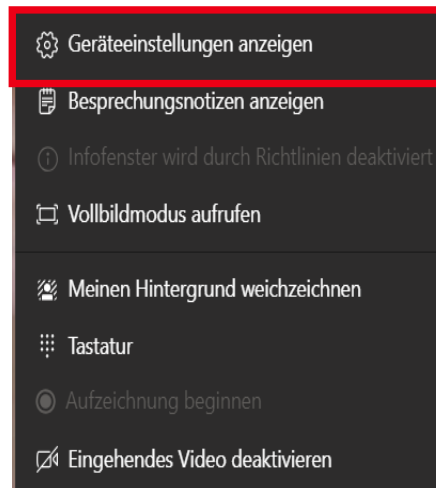 Geräteeinstellungen anzeigen
Besprechungsnotizen anzeigen
Infofenster wird durch Richtlinien deaktiviert
Vollbildmodus aufrufen
Meinen Hintergrund weichzeichnen
Tastatur
Aufzeichnung beginnen
Eingehendes Video deaktivieren